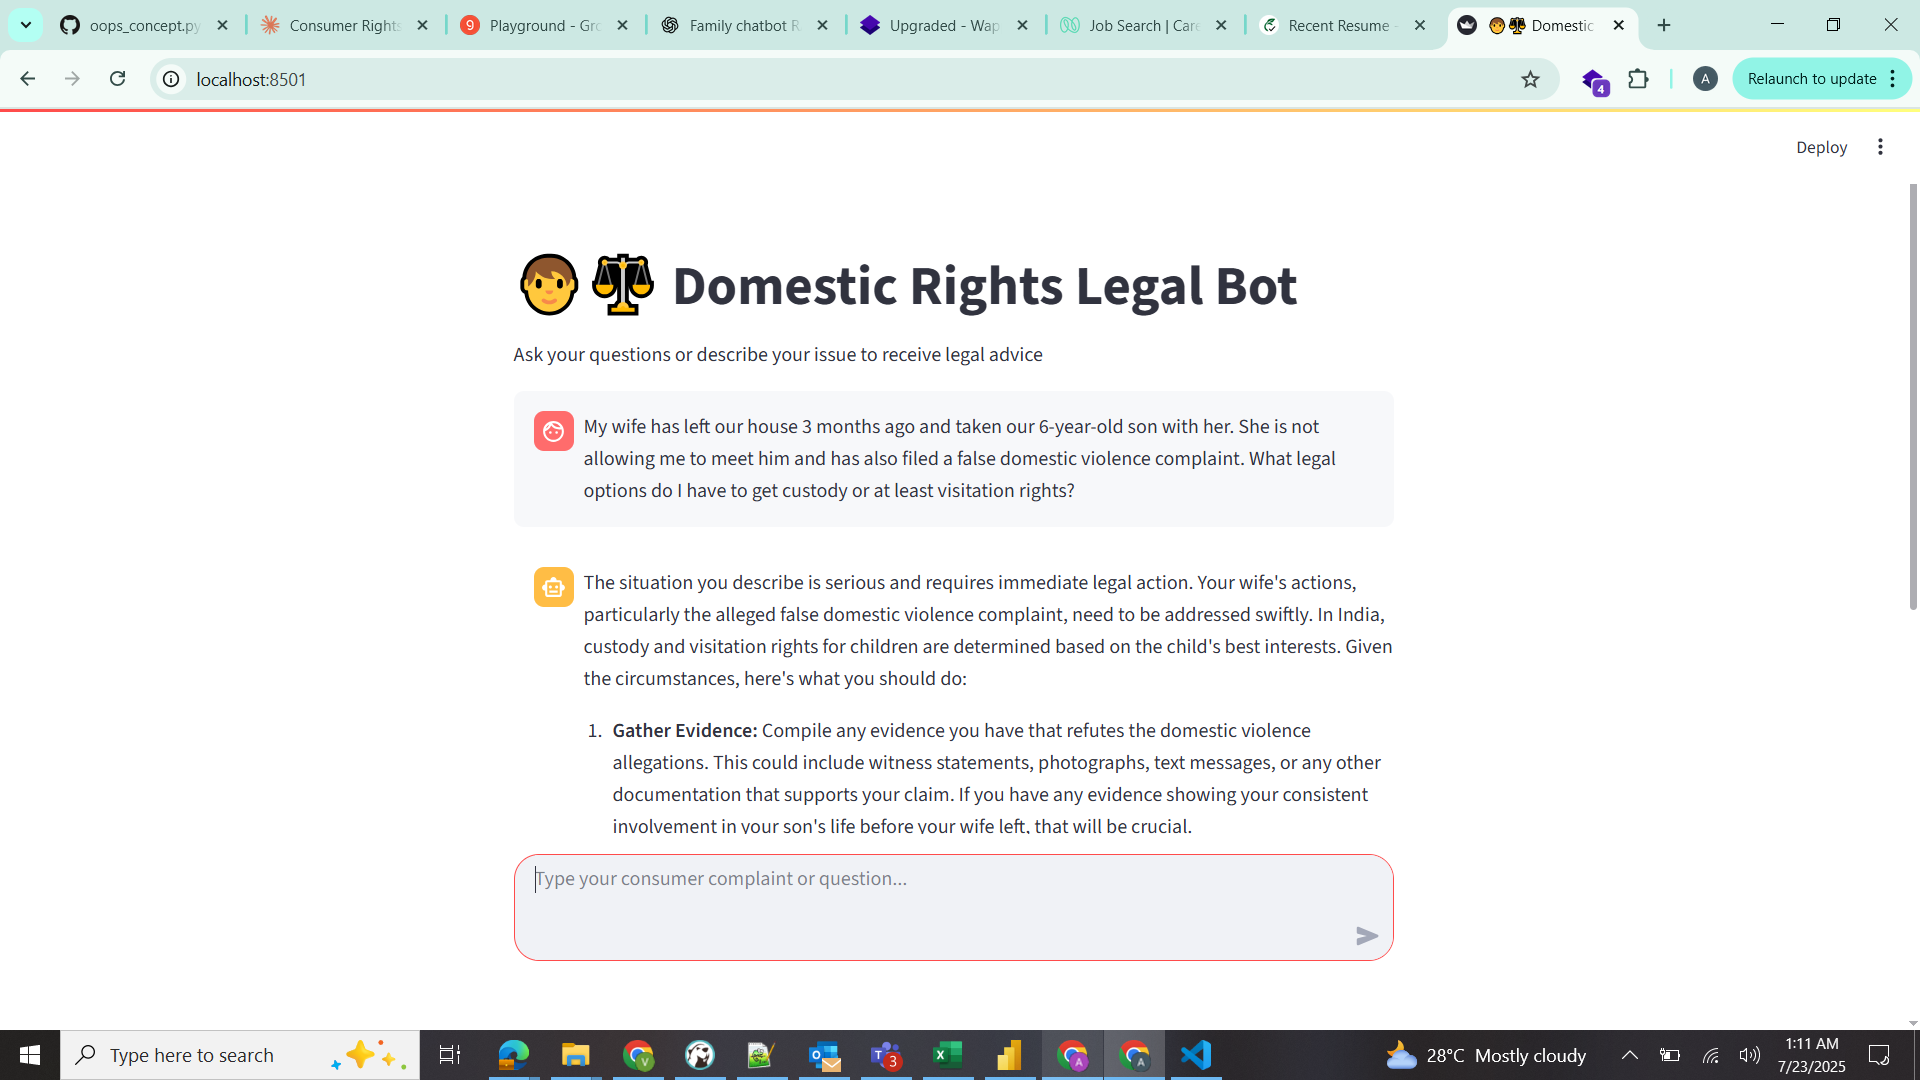 oops_concept.py
Consumer Rights
Playground - Gro
Family chatbot R
Upgraded - Wap
Job Search | Care
Recent Resume -
Domestic
localhost:8501
4
A
Relaunch to update
Deploy
Domestic Rights Legal Bot
Ask your questions or describe your issue to receive legal advice
My wife has left our house 3 months ago and taken our 6-year-old son with her. She is not
allowing me to meet him and has also filed a false domestic violence complaint. What legal
options do I have to get custody or at least visitation rights?
The situation you describe is serious and requires immediate legal action. Your wife's actions,
particularly the alleged false domestic violence complaint, need to be addressed swiftly. In India,
custody and visitation rights for children are determined based on the child's best interests. Given
the circumstances, here's what you should do:
1. Gather Evidence: Compile any evidence you have that refutes the domestic violence
allegations. This could include witness statements, photographs, text messages, or any other
documentation that supports your claim. If you have any evidence showing your consistent
involvement in your son's life before your wife left, that will be crucial.
Type your consumer complaint or question...
Type here to search
28°C Mostly cloudy
1:11 AM
7/23/2025